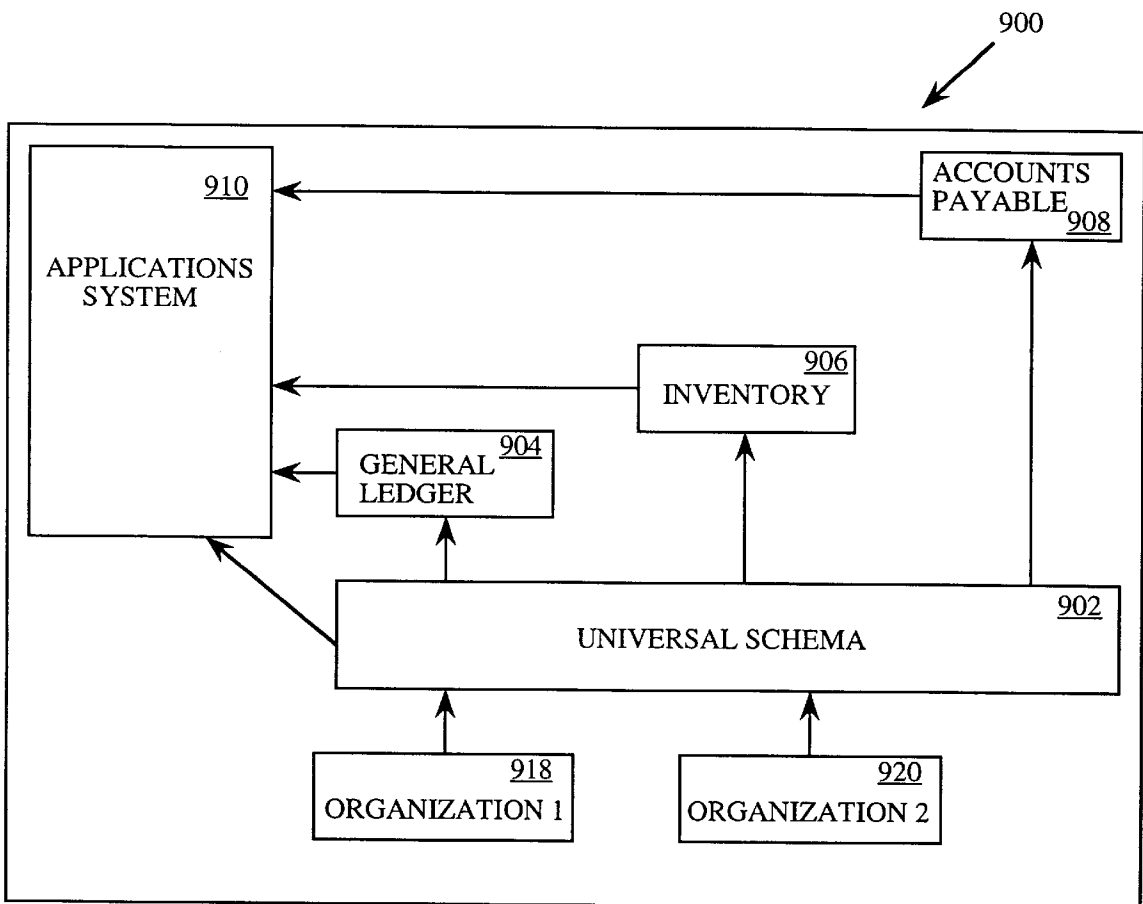 900
910
APPLICATIONS
SYSTEM
ACCOUNTS
PAYABLE
908
906
INVENTORY
904
GENERAL
LEDGER
902
UNIVERSAL SCHEMA
918
ORGANIZATION 1
920
ORGANIZATION 2